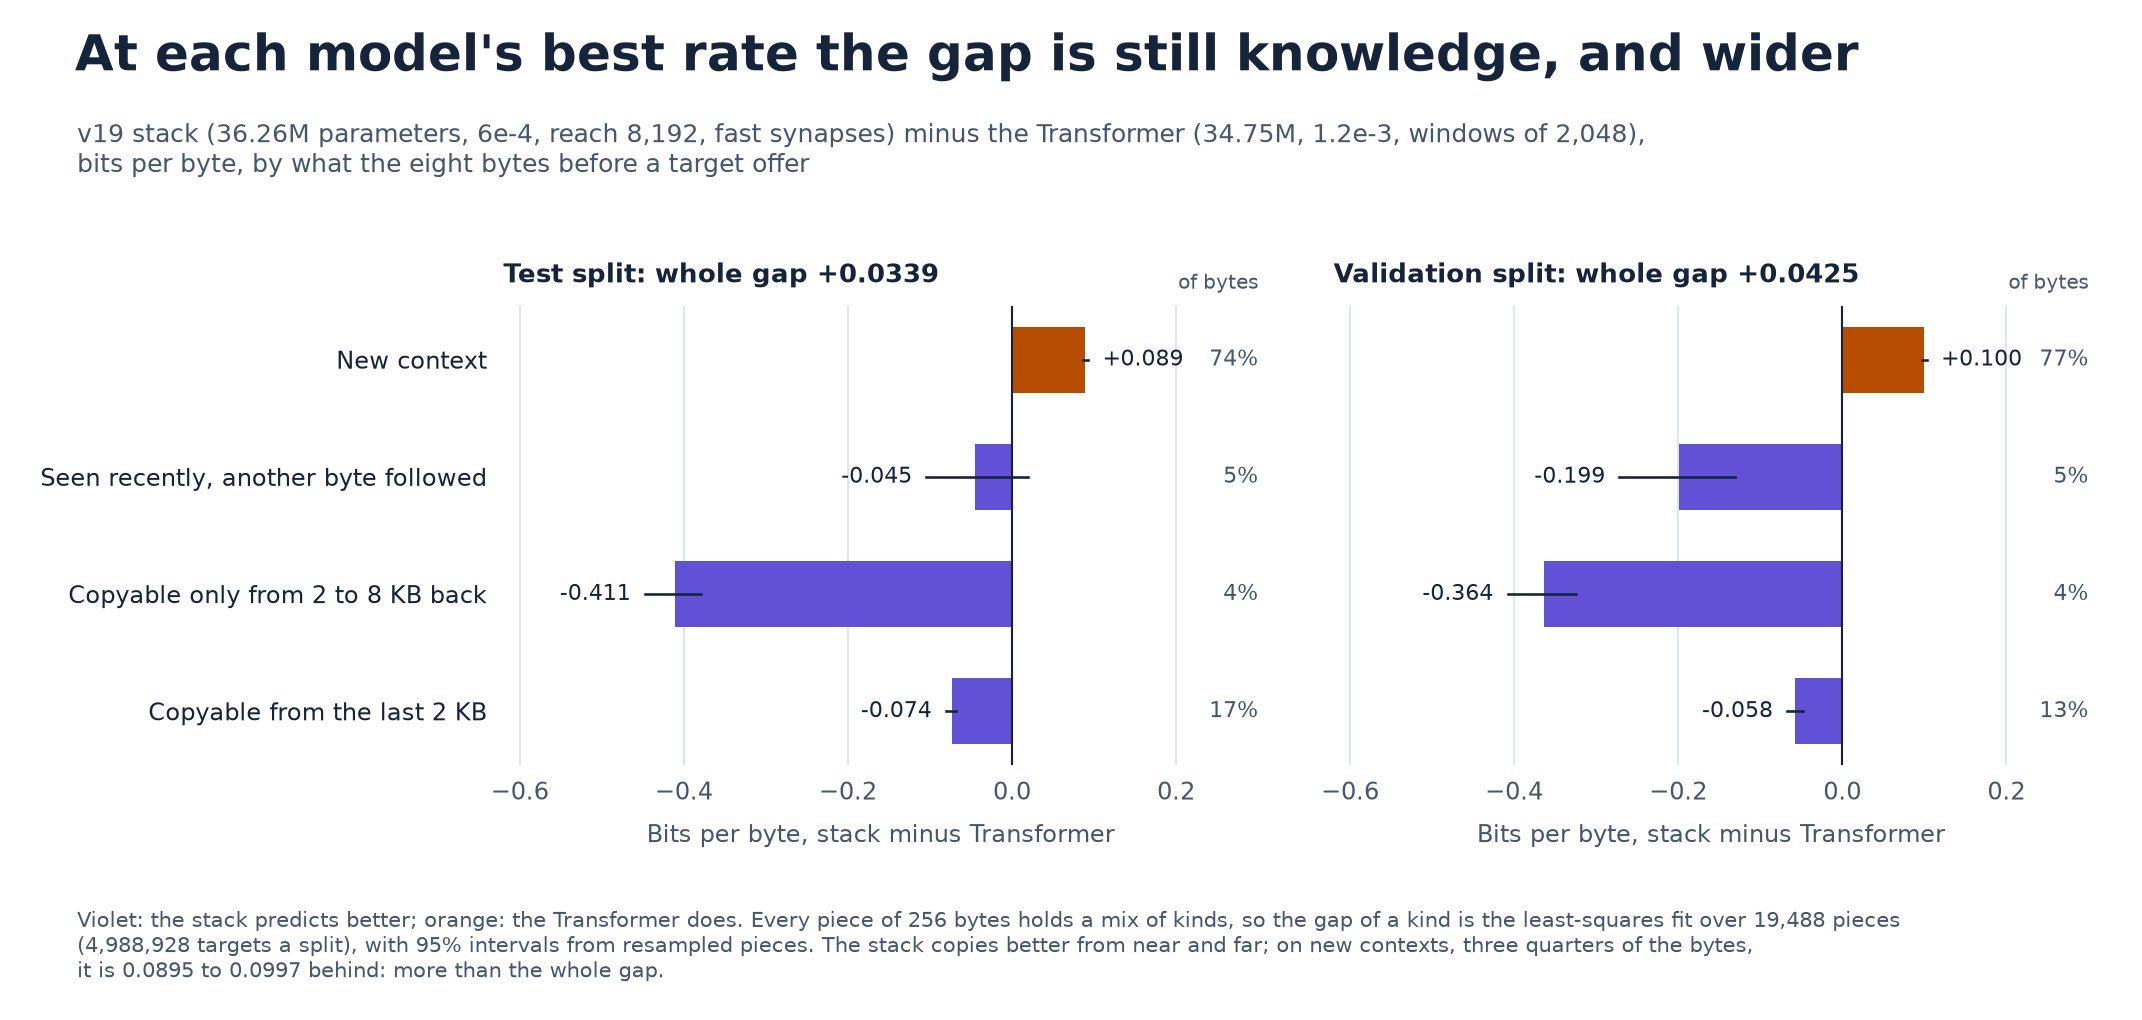 At each model's best rate the gap is still knowledge, and wider
v19 stack (36.26M parameters, 6e-4, reach 8,192, fast synapses) minus the Transformer (34.75M, 1.2e-3, windows of 2,048),
bits per byte, by what the eight bytes before a target offer
Test split: whole gap +0.0339
of bytes
New context
+0.089 74%
Seen recently, another byte followed
-0.045 5%
Copyable only from 2 to 8 KB back
-0.411 4%
Copyable from the last 2 KB
-0.074 17%
−0.6 −0.4 −0.2 0.0 0.2
Bits per byte, stack minus Transformer
Validation split: whole gap +0.0425
of bytes
+0.100 77%
-0.199 5%
-0.364 4%
-0.058 13%
−0.6 −0.4 −0.2 0.0 0.2
Bits per byte, stack minus Transformer
Violet: the stack predicts better; orange: the Transformer does. Every piece of 256 bytes holds a mix of kinds, so the gap of a kind is the least-squares fit over 19,488 pieces
(4,988,928 targets a split), with 95% intervals from resampled pieces. The stack copies better from near and far; on new contexts, three quarters of the bytes,
it is 0.0895 to 0.0997 behind: more than the whole gap.